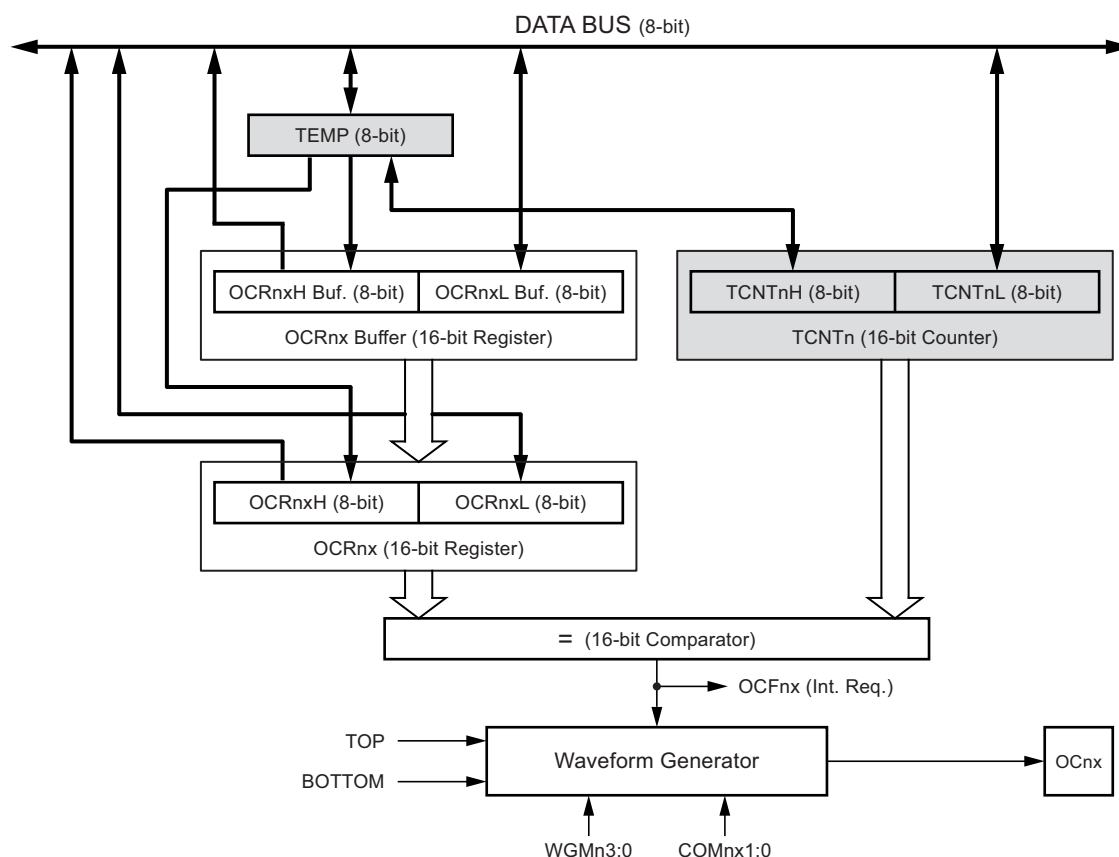 DATA BUS (8-bit)
TEMP (8-bit)
OCRnxH Buf. (8-bit)
OCRnxL Buf. (8-bit)
OCRnx Buffer (16-bit Register)
TCNTnH (8-bit)
TCNTnL (8-bit)
TCNTn (16-bit Counter)
OCRnxH (8-bit)
OCRnxL (8-bit)
OCRnx (16-bit Register)
= (16-bit Comparator)
OCFnx (Int. Req.)
TOP
BOTTOM
Waveform Generator
OCnx
WGMn3:0
COMnx1:0